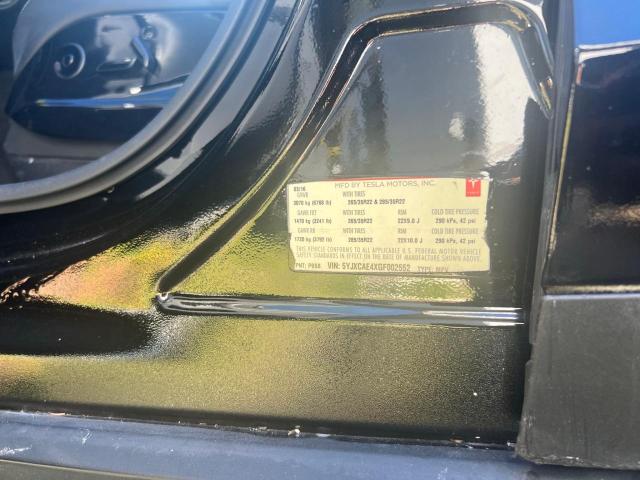 MFD BY TESLA MOTORS, INC.
03/16
GVWR WITH TIRES
3070 kg (6768 lb) 265/35R22 & 285/35R22
GAWR FRT WITH TIRES RIM COLD TIRE PRESSURE
1470 kg (3241 lb) 265/35R22 22X9.0 J 290 kPa, 42 psi
GAWR RR WITH TIRES RIM COLD TIRE PRESSURE
1720 kg (3792 lb) 285/35R22 22X10.0 J 290 kPa, 42 psi
THIS VEHICLE CONFORMS TO ALL APPLICABLE U.S. FEDERAL MOTOR VEHICLE
SAFETY STANDARDS IN EFFECT ON THE DATE OF MANUFACTURE SHOWN ABOVE.
PNT: PBSB VIN: 5YJXCAE4XGF002552 TYPE: MPV